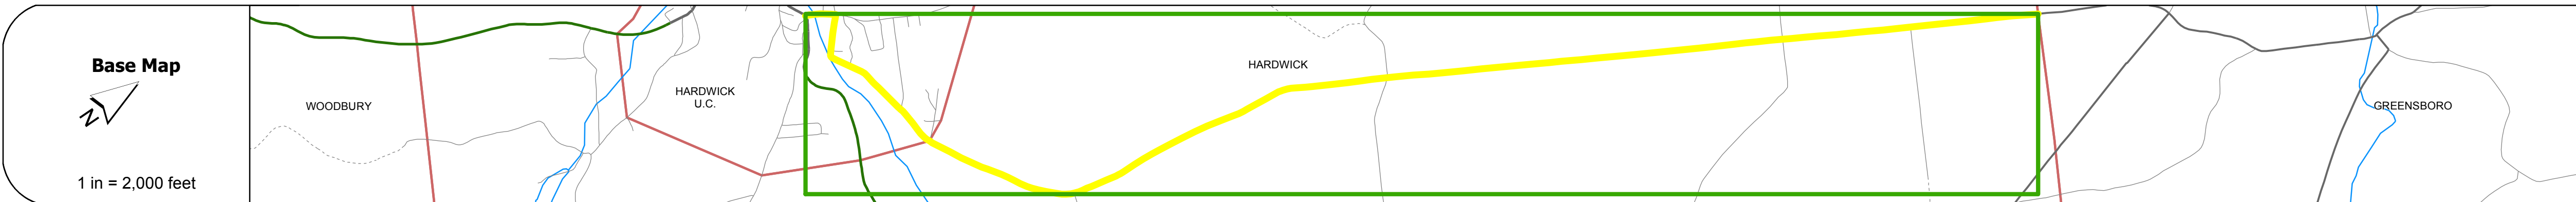 Base Map
N
1 in = 2,000 feet
WOODBURY
HARDWICK
U.C.
HARDWICK
GREENSBORO